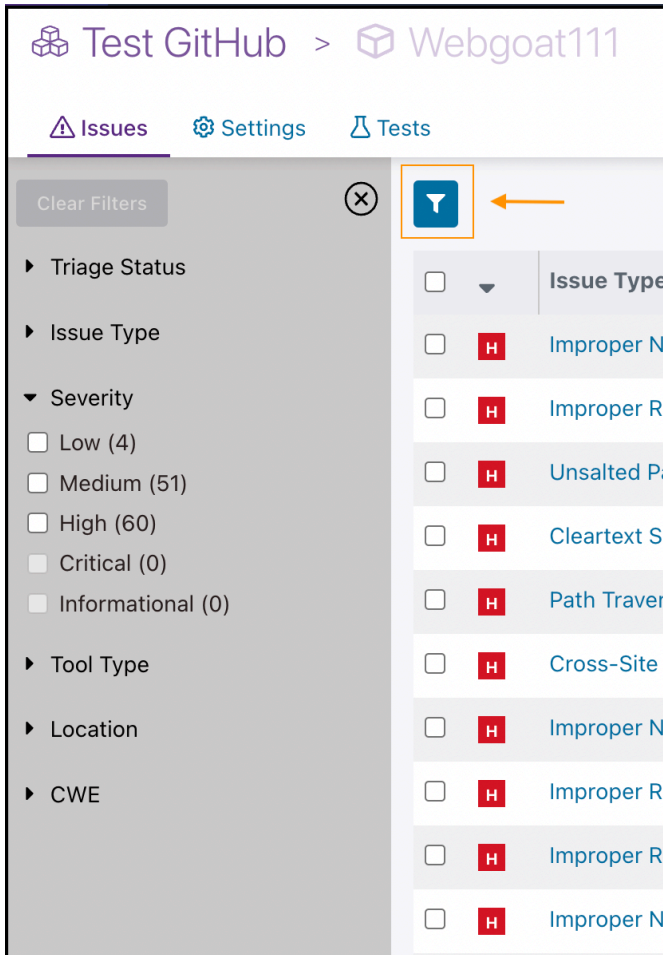 Test GitHub > Webgoat111
Issues Settings Tests
Clear Filters
Triage Status
Issue Type
Severity
Low (4)
Medium (51)
High (60)
Critical (0)
Informational (0)
Tool Type
Location
CWE
Issue Type
H Improper N
H Improper R
H Unsalted Pa
H Cleartext S
H Path Traver
H Cross-Site
H Improper N
H Improper R
H Improper R
H Improper N